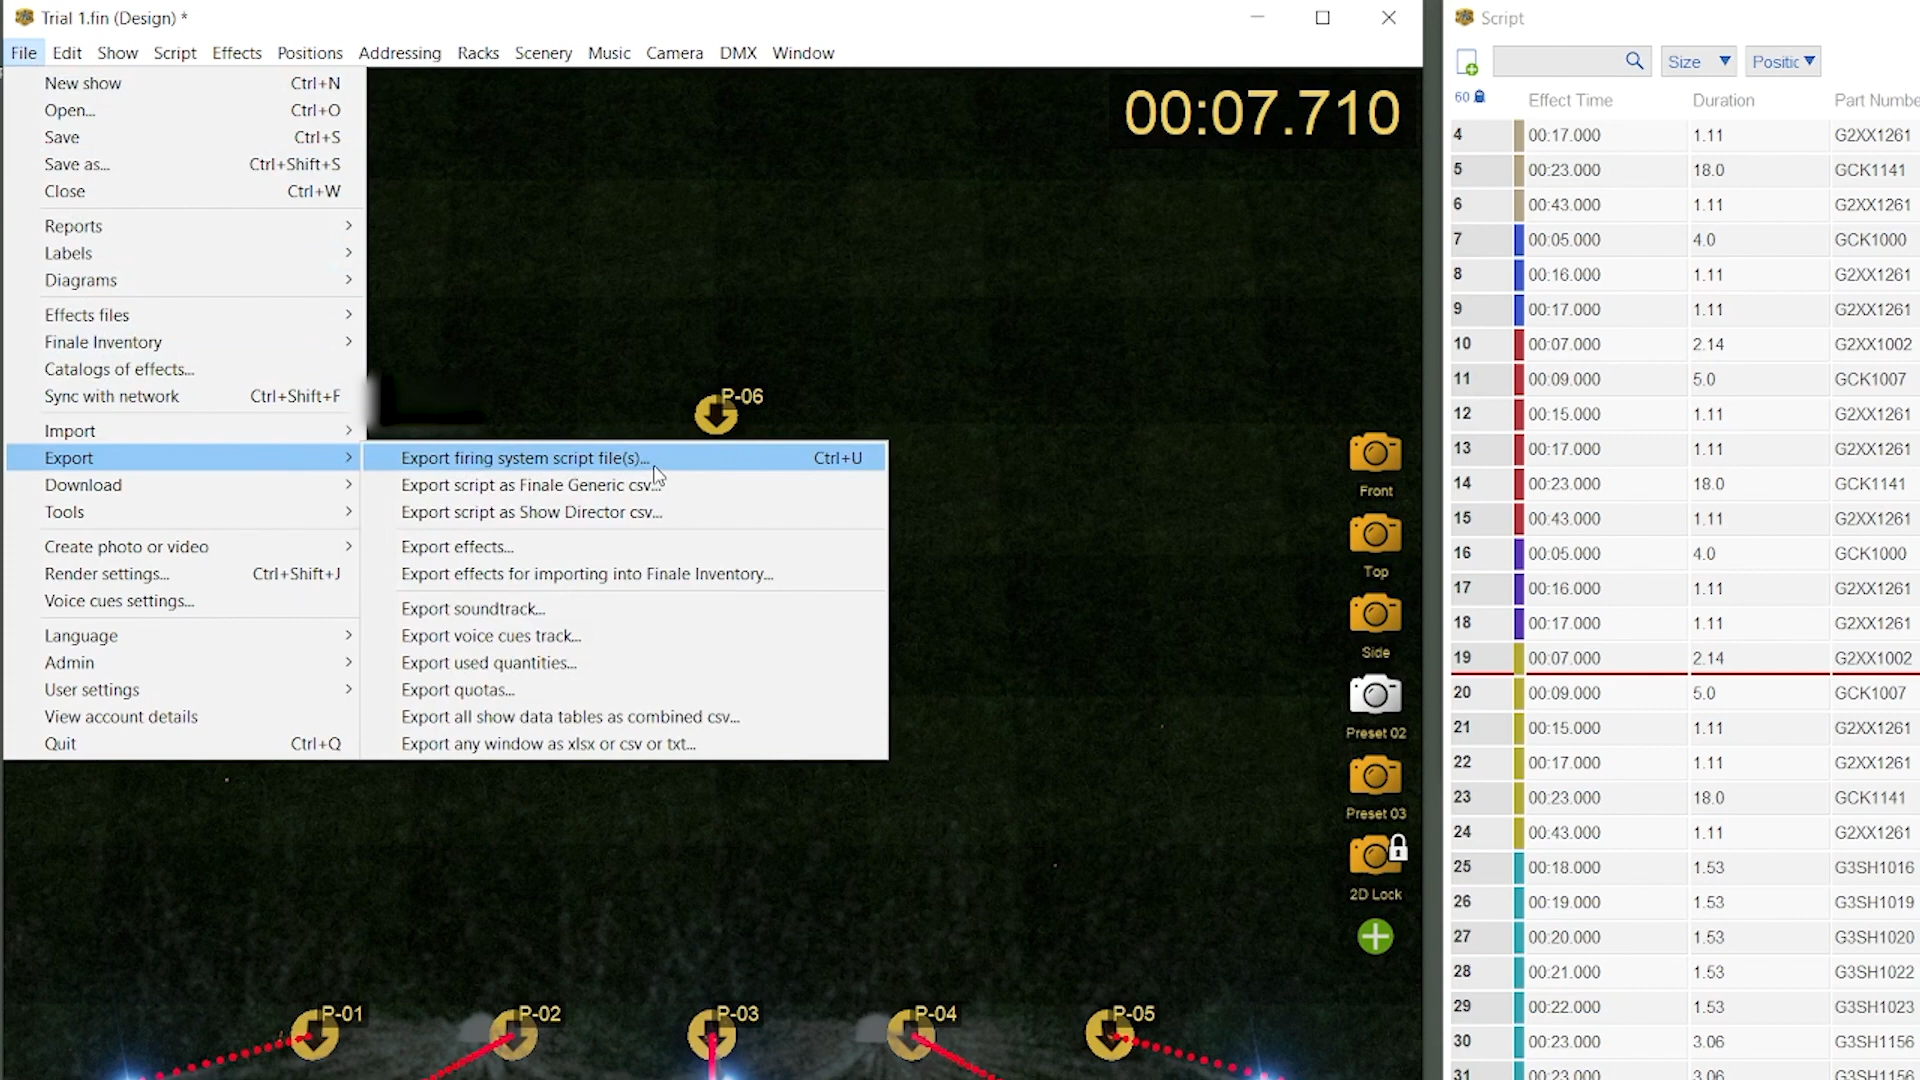 Trial 1.fin (Design) *
File Edit Show Script Effects Positions Addressing Racks Scenery Music Camera DMX Window
New show Ctrl+N
Open... Ctrl+O
Save Ctrl+S
Save as... Ctrl+Shift+S
Close Ctrl+W
Reports
Labels
Diagrams
Effects files
Finale Inventory
Catalogs of effects...
Sync with network Ctrl+Shift+F
Import
Export
Download
Tools
Create photo or video
Render settings... Ctrl+Shift+J
Voice cues settings...
Language
Admin
User settings
View account details
Quit Ctrl+Q
Export firing system script file(s)... Ctrl+U
Export script as Finale Generic csv...
Export script as Show Director csv...
Export effects...
Export effects for importing into Finale Inventory...
Export soundtrack...
Export voice cues track...
Export used quantities...
Export quotas...
Export all show data tables as combined csv...
Export any window as xlsx or csv or txt...
00:07.710
P-06
Front
Top
Side
Preset 02
Preset 03
2D Lock
P-01 P-02 P-03 P-04 P-05
Script
Size Positic
60 Effect Time Duration Part Numbe
4 00:17.000 1.11 G2XX1261
5 00:23.000 18.0 GCK1141
6 00:43.000 1.11 G2XX1261
7 00:05.000 4.0 GCK1000
8 00:16.000 1.11 G2XX1261
9 00:17.000 1.11 G2XX1261
10 00:07.000 2.14 G2XX1002
11 00:09.000 5.0 GCK1007
12 00:15.000 1.11 G2XX1261
13 00:17.000 1.11 G2XX1261
14 00:23.000 18.0 GCK1141
15 00:43.000 1.11 G2XX1261
16 00:05.000 4.0 GCK1000
17 00:16.000 1.11 G2XX1261
18 00:17.000 1.11 G2XX1261
19 00:07.000 2.14 G2XX1002
20 00:09.000 5.0 GCK1007
21 00:15.000 1.11 G2XX1261
22 00:17.000 1.11 G2XX1261
23 00:23.000 18.0 GCK1141
24 00:43.000 1.11 G2XX1261
25 00:18.000 1.53 G3SH1016
26 00:19.000 1.53 G3SH1019
27 00:20.000 1.53 G3SH1020
28 00:21.000 1.53 G3SH1022
29 00:22.000 1.53 G3SH1023
30 00:23.000 3.06 G3SH1156
31 00:23.000 3.06 G3SH1156